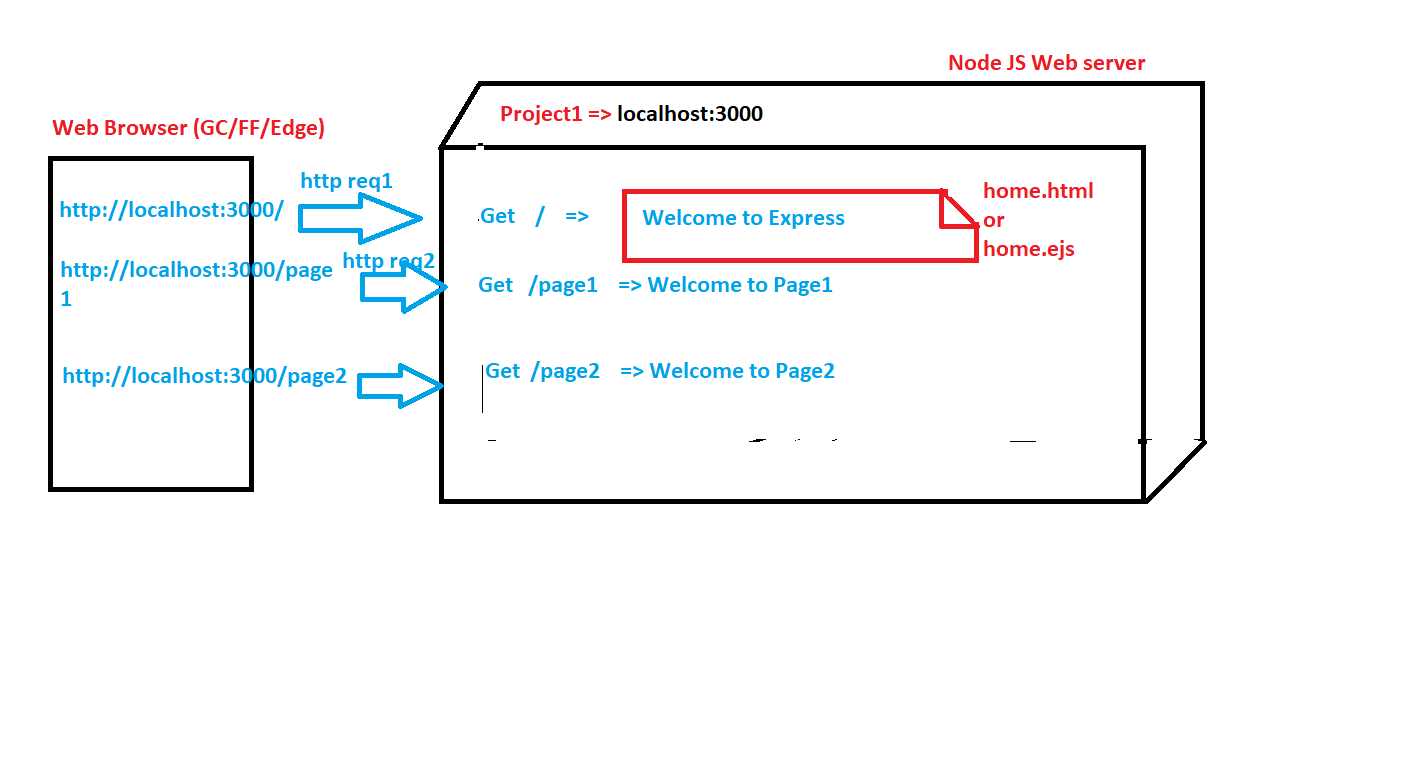 Node JS Web server
Project1 => localhost:3000
Web Browser (GC/FF/Edge)
http://localhost:3000/
http req1
Get / =>
Welcome to Express
home.html
or
home.ejs
http://localhost:3000/page
1
http req2
Get /page1 => Welcome to Page1
http://localhost:3000/page2
Get /page2 => Welcome to Page2